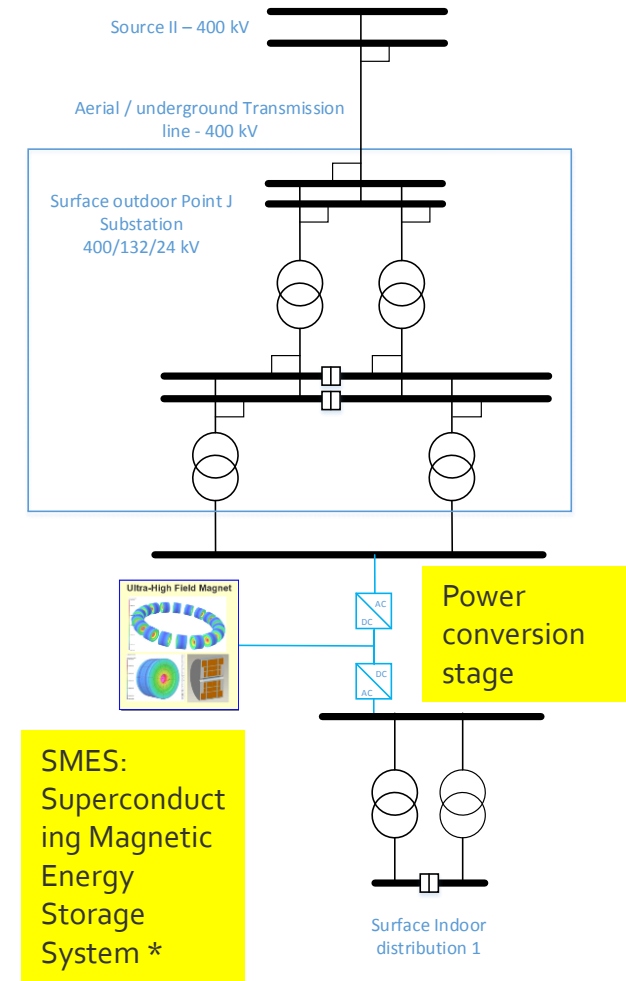 Source II – 400 kV
Aerial / underground Transmission
line - 400 kV
Surface outdoor Point J
Substation
400/132/24 kV
Ultra-High Field Magnet
AC
DC
Power
conversion
stage
DC
AC
SMES:
Superconduct
ing Magnetic
Energy
Storage
System *
Surface Indoor
distribution 1